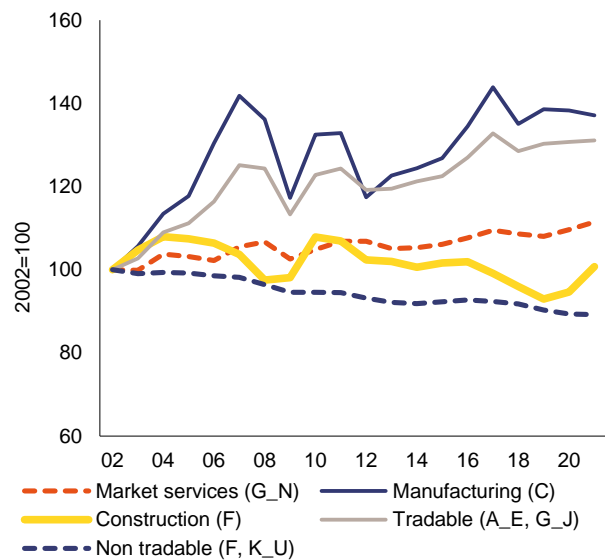 160
140
120
100
80
60
2002=100
02 04 06 08 10 12 14 16 18 20
Market services (G_N) Manufacturing (C)
Construction (F) Tradable (A_E, G_J)
Non tradable (F, K_U)